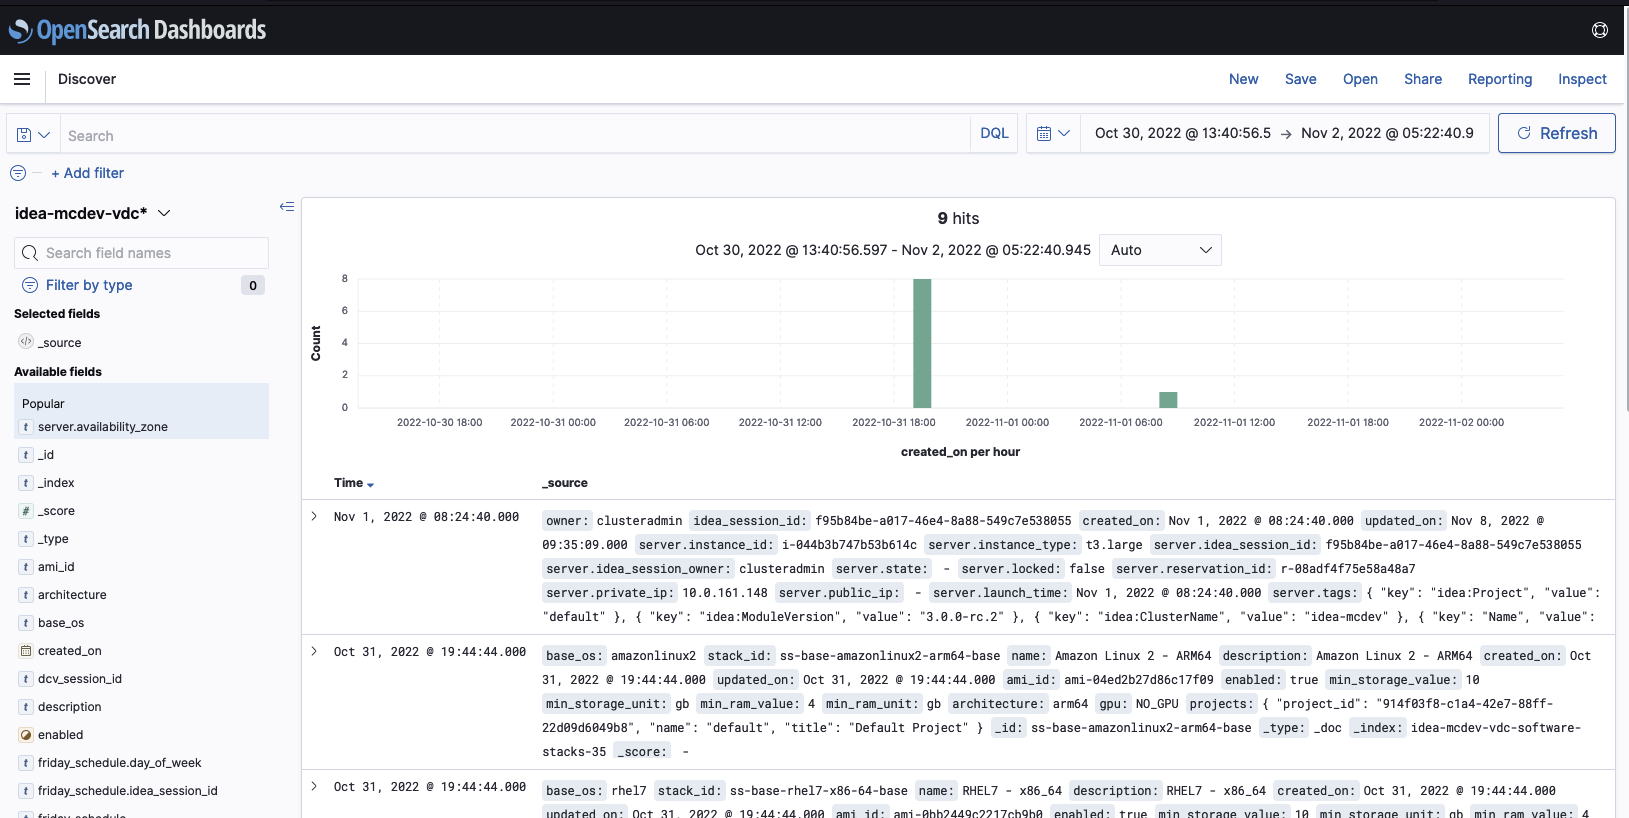 OpenSearch Dashboards
Discover
New Save Open Share Reporting Inspect
Search
DQL
Oct 30, 2022 @ 13:40:56.5 → Nov 2, 2022 @ 05:22:40.9
Refresh
+ Add filter
idea-mcdev-vdc*
Search field names
Filter by type 0
Selected fields
_source
Available fields
Popular
t server.availability_zone
t _id
t _index
# _score
t _type
t ami_id
t architecture
t base_os
created_on
t dcv_session_id
t description
enabled
t friday_schedule.day_of_week
t friday_schedule.idea_session_id
9 hits
Oct 30, 2022 @ 13:40:56.597 - Nov 2, 2022 @ 05:22:40.945 Auto
8
6
4
2
0
Count
2022-10-30 18:00 2022-10-31 00:00 2022-10-31 06:00 2022-10-31 12:00 2022-10-31 18:00 2022-11-01 00:00 2022-11-01 06:00 2022-11-01 12:00 2022-11-01 18:00 2022-11-02 00:00
created_on per hour
Time _source
Nov 1, 2022 @ 08:24:40.000
owner: clusteradmin idea_session_id: f95b84be-a017-46e4-8a88-549c7e538055 created_on: Nov 1, 2022 @ 08:24:40.000 updated_on: Nov 8, 2022 @
09:35:09.000 server.instance_id: i-044b3b747b53b614c server.instance_type: t3.large server.idea_session_id: f95b84be-a017-46e4-8a88-549c7e538055
server.idea_session_owner: clusteradmin server.state: - server.locked: false server.reservation_id: r-08adf4f75e58a48a7
server.private_ip: 10.0.161.148 server.public_ip: - server.launch_time: Nov 1, 2022 @ 08:24:40.000 server.tags: { "key": "idea:Project", "value":
"default" }, { "key": "idea:ModuleVersion", "value": "3.0.0-rc.2" }, { "key": "idea:ClusterName", "value": "idea-mcdev" }, { "key": "Name", "value":
Oct 31, 2022 @ 19:44:44.000
base_os: amazonlinux2 stack_id: ss-base-amazonlinux2-arm64-base name: Amazon Linux 2 - ARM64 description: Amazon Linux 2 - ARM64 created_on: Oct
31, 2022 @ 19:44:44.000 updated_on: Oct 31, 2022 @ 19:44:44.000 ami_id: ami-04ed2b27d86c17f09 enabled: true min_storage_value: 10
min_storage_unit: gb min_ram_value: 4 min_ram_unit: gb architecture: arm64 gpu: NO_GPU projects: { "project_id": "914f03f8-c1a4-42e7-88ff-
22d09d6049b8", "name": "default", "title": "Default Project" } _id: ss-base-amazonlinux2-arm64-base _type: _doc _index: idea-mcdev-vdc-software-
stacks-35 _score: -
Oct 31, 2022 @ 19:44:44.000
base_os: rhel7 stack_id: ss-base-rhel7-x86-64-base name: RHEL7 - x86_64 description: RHEL7 - x86_64 created_on: Oct 31, 2022 @ 19:44:44.000
updated_on: Oct 31, 2022 @ 19:44:44.000 ami_id: ami-0bb2449c2217cb9b0 enabled: true min_storage_value: 10 min_storage_unit: gb min_ram_value: 4